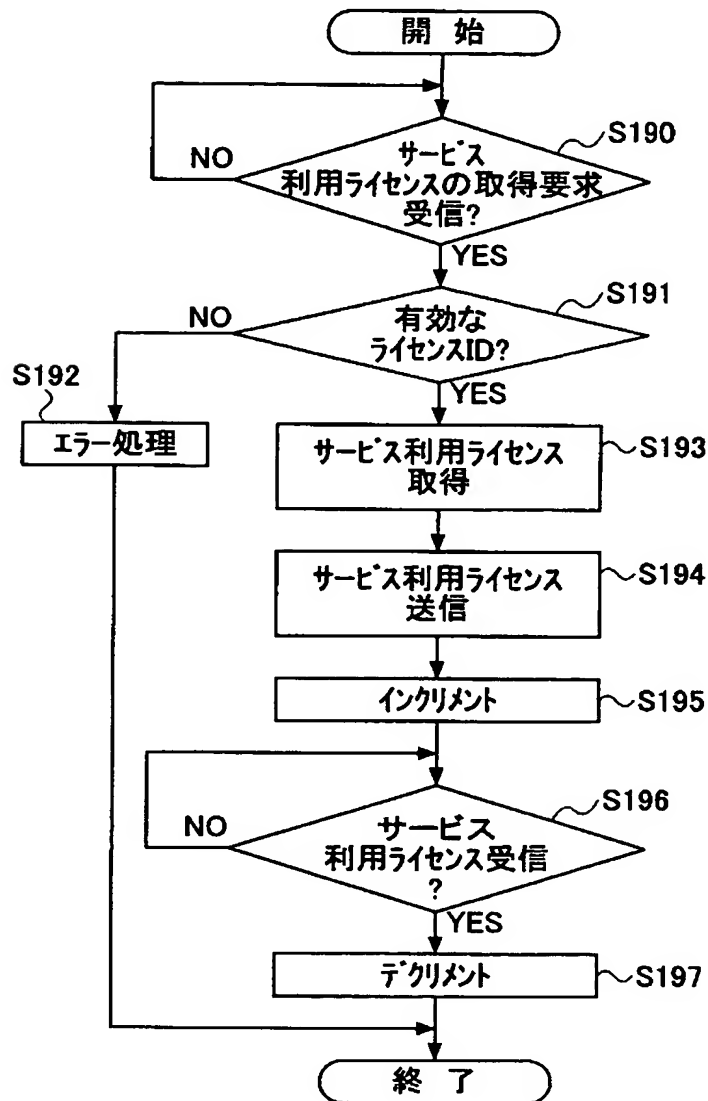 開 始
S190
サービス
利用ライセンスの取得要求
受信?
NO
YES
S191
有効な
ライセンスID?
NO
YES
S192
エラー処理
サービス利用ライセンス
取得
S193
サービス利用ライセンス
送信
S194
インクリメント
S195
S196
サービス
利用ライセンス受信
?
NO
YES
デクリメント
S197
終 了